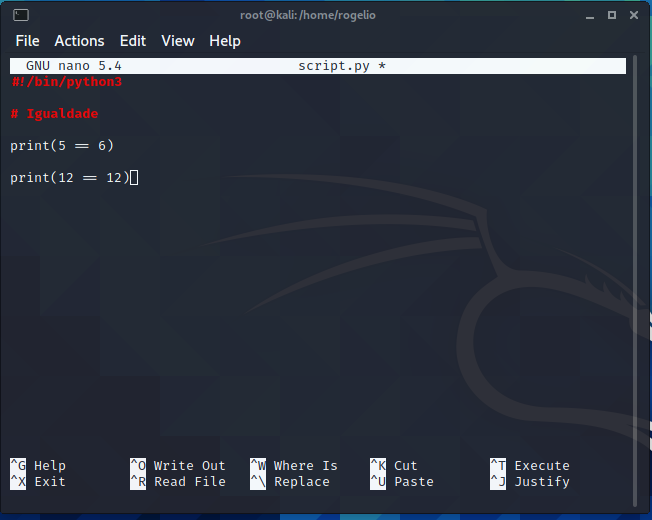 root@kali: /home/rogelio
File Actions Edit View Help
GNU nano 5.4 script.py *
#!/bin/python3
# Igualdade
print(5 == 6)
print(12 == 12)
^G Help ^O Write Out ^W Where Is ^K Cut ^T Execute
^X Exit ^R Read File ^\ Replace ^U Paste ^J Justify